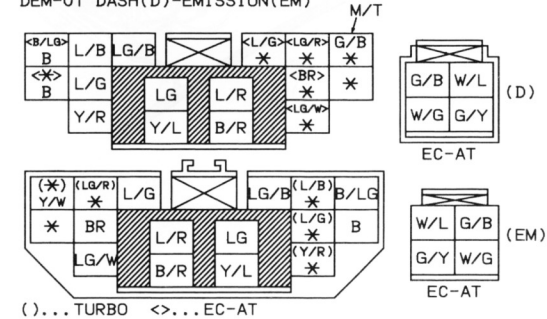 DEM-01 DASH(D)-EMISSION(EM)
M/T
<B/LG> B L/B LG/B <L/G> * <LG/R> * G/B *
<*> B L/G LG L/R <BR> * *
Y/R Y/L B/R <LG/W> *
G/B W/L
W/G G/Y
(D)
EC-AT
(*) Y/W (LG/R) * L/G LG/B (L/B) * B/LG
* BR L/R LG (L/G) * B
LG/W B/R Y/L (Y/R) *
W/L G/B
G/Y W/G
(EM)
EC-AT
()...TURBO <>...EC-AT